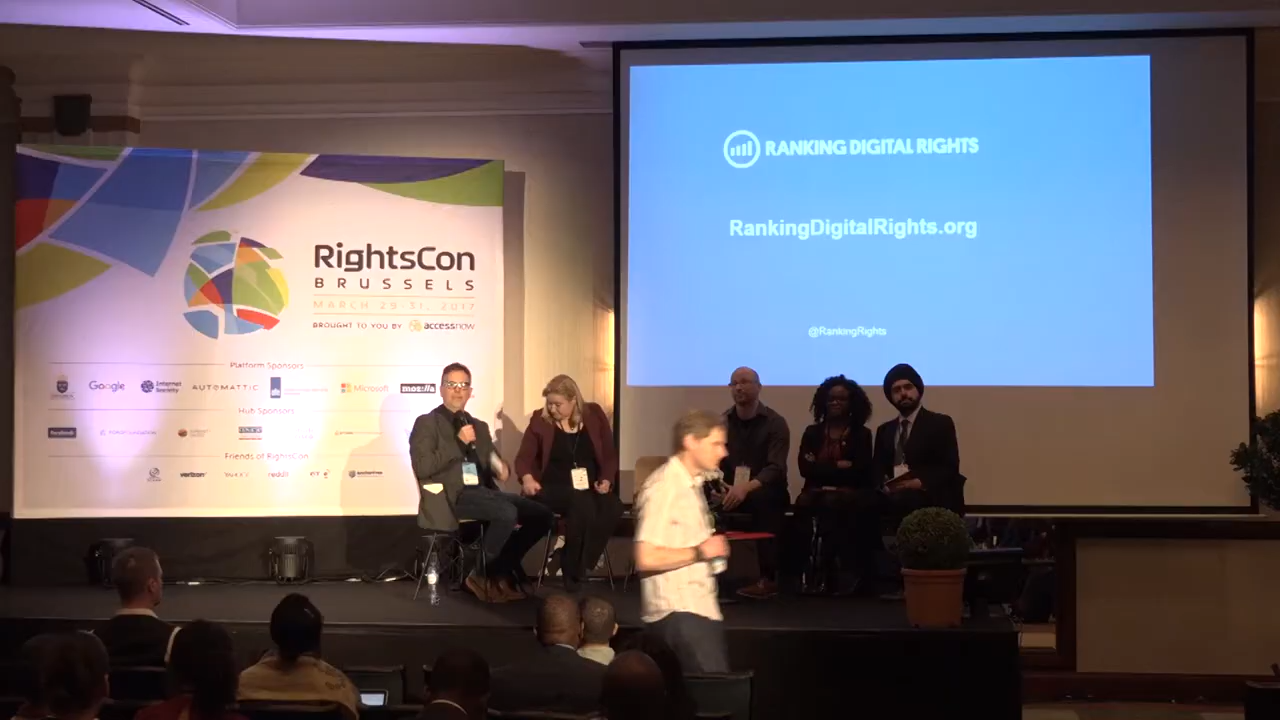 RightsCon
BRUSSELS
MARCH 29-31, 2017
BROUGHT TO YOU BY accessnow
Platform Sponsors
Google
Internet Society
AUTOMATTIC
Microsoft
mozilla
Hub Sponsors
facebook
Friends of RightsCon
verizon
reddit
RANKING DIGITAL RIGHTS
RankingDigitalRights.org
@RankingRights